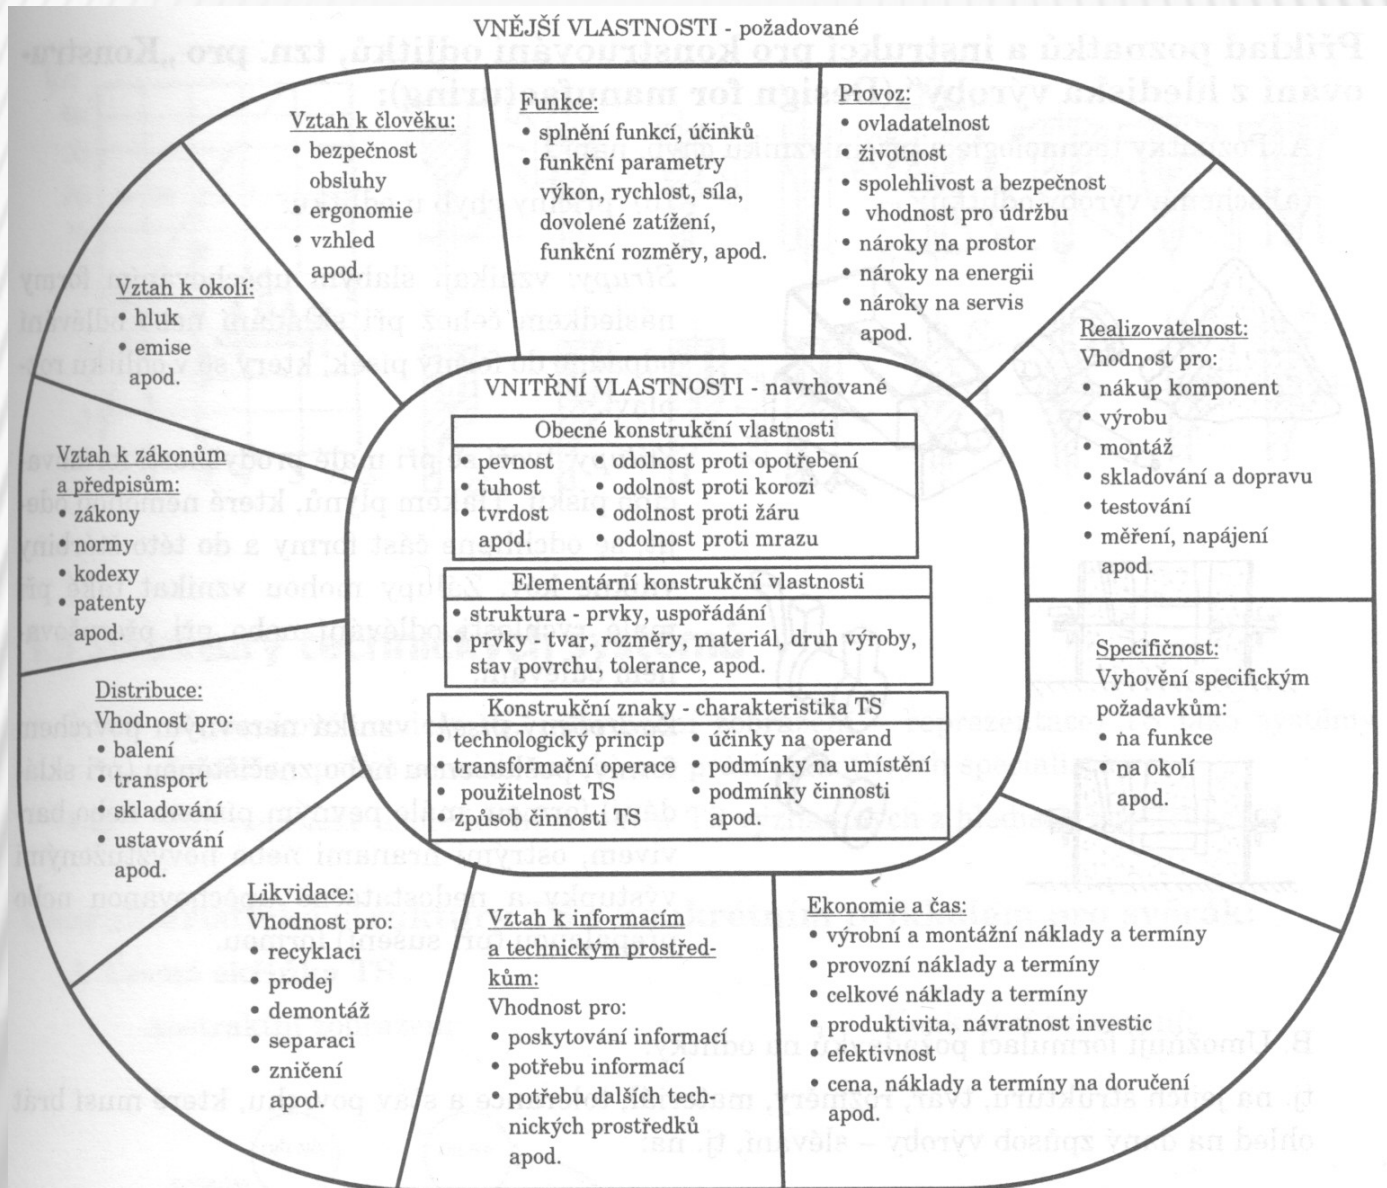 VNĚJŠÍ VLASTNOSTI - požadované
Vztah k člověku:
• bezpečnost
obsluhy
• ergonomie
• vzhled
apod.
Funkce:
• splnění funkcí, účinků
• funkční parametry
výkon, rychlost, síla,
dovolené zatížení,
funkční rozměry, apod.
Provoz:
• ovladatelnost
• životnost
• spolehlivost a bezpečnost
• vhodnost pro údržbu
• nároky na prostor
• nároky na energii
• nároky na servis
apod.
Vztah k okolí:
• hluk
• emise
apod.
Realizovatelnost:
Vhodnost pro:
• nákup komponent
• výrobu
• montáž
• skladování a dopravu
• testování
• měření, napájení
apod.
VNITŘNÍ VLASTNOSTI - navrhované
Obecné konstrukční vlastnosti
• pevnost
• tuhost
• tvrdost
apod.
• odolnost proti opotřebení
• odolnost proti korozi
• odolnost proti žáru
• odolnost proti mrazu
Elementární konstrukční vlastnosti
• struktura - prvky, uspořádání
• prvky - tvar, rozměry, materiál, druh výroby,
stav povrchu, tolerance, apod.
Konstrukční znaky - charakteristika TS
• technologický princip
• transformační operace
• použitelnost TS
• způsob činnosti TS
• účinky na operand
• podmínky na umístění
• podmínky činnosti
apod.
Vztah k zákonům
a předpisům:
• zákony
• normy
• kodexy
• patenty
apod.
Specifičnost:
Vyhovění specifickým
požadavkům:
• na funkce
• na okolí
apod.
Distribuce:
Vhodnost pro:
• balení
• transport
• skladování
• ustavování
apod.
Likvidace:
Vhodnost pro:
• recyklaci
• prodej
• demontáž
• separaci
• zničení
apod.
Vztah k informacím
a technickým prostřed-
kům:
Vhodnost pro:
• poskytování informací
• potřebu informací
• potřebu dalších tech-
nických prostředků
apod.
Ekonomie a čas:
• výrobní a montážní náklady a termíny
• provozní náklady a termíny
• celkové náklady a termíny
• produktivita, návratnost investic
• efektivnost
• cena, náklady a termíny na doručení
apod.